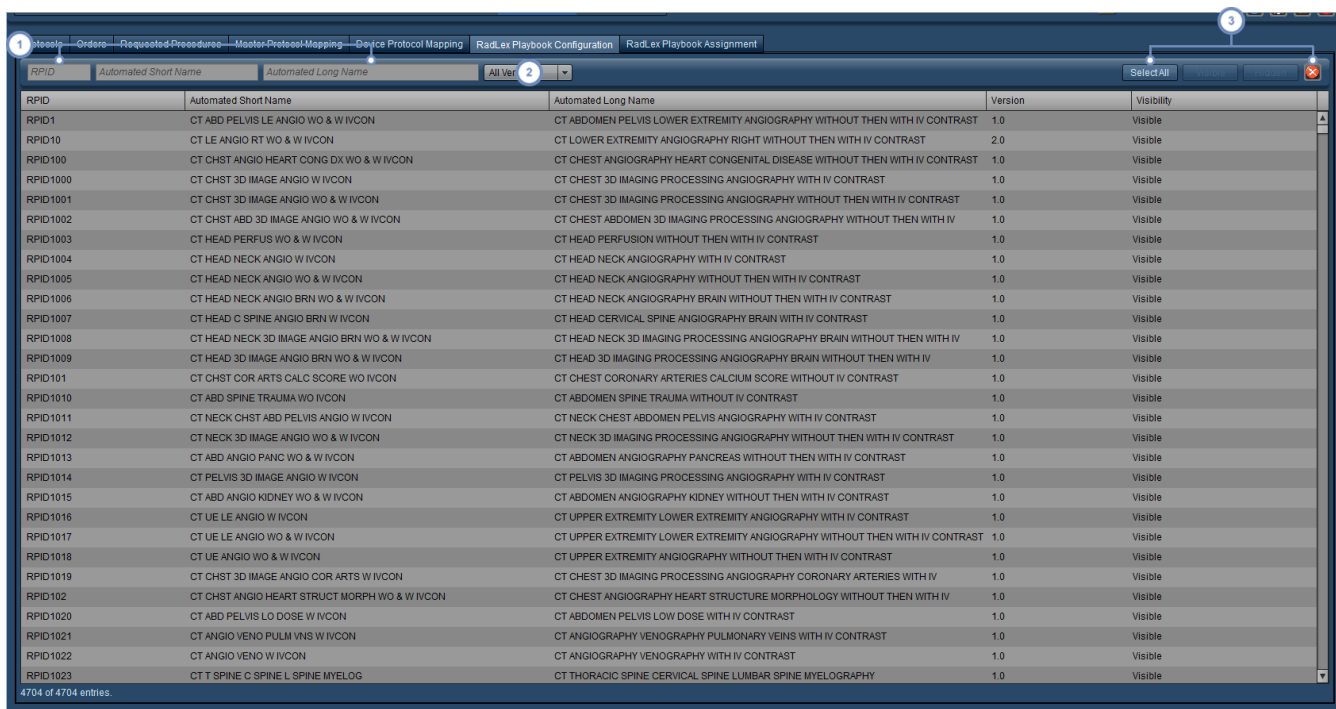 3
1
Orders Requested Procedures Master Protocol Mapping Device Protocol Mapping RadLex Playbook Configuration RadLex Playbook Assignment
RPID Automated Short Name Automated Long Name All Ver 2 Select All
RPID Automated Short Name Automated Long Name Version Visibility
RPID1 CT ABD PELVIS LE ANGIO WO & W IVCON CT ABDOMEN PELVIS LOWER EXTREMITY ANGIOGRAPHY WITHOUT THEN WITH IV CONTRAST 1.0 Visible
RPID10 CT LE ANGIO RT WO & W IVCON CT LOWER EXTREMITY ANGIOGRAPHY RIGHT WITHOUT THEN WITH IV CONTRAST 2.0 Visible
RPID100 CT CHST ANGIO HEART CONG DX WO & W IVCON CT CHEST ANGIOGRAPHY HEART CONGENITAL DISEASE WITHOUT THEN WITH IV CONTRAST 1.0 Visible
RPID1000 CT CHST 3D IMAGE ANGIO W IVCON CT CHEST 3D IMAGING PROCESSING ANGIOGRAPHY WITH IV CONTRAST 1.0 Visible
RPID1001 CT CHST 3D IMAGE ANGIO WO & W IVCON CT CHEST 3D IMAGING PROCESSING ANGIOGRAPHY WITHOUT THEN WITH IV CONTRAST 1.0 Visible
RPID1002 CT CHST ABD 3D IMAGE ANGIO WO & W IVCON CT CHEST ABDOMEN 3D IMAGING PROCESSING ANGIOGRAPHY WITHOUT THEN WITH IV 1.0 Visible
RPID1003 CT HEAD PERFUS WO & W IVCON CT HEAD PERFUSION WITHOUT THEN WITH IV CONTRAST 1.0 Visible
RPID1004 CT HEAD NECK ANGIO W IVCON CT HEAD NECK ANGIOGRAPHY WITH IV CONTRAST 1.0 Visible
RPID1005 CT HEAD NECK ANGIO WO & W IVCON CT HEAD NECK ANGIOGRAPHY WITHOUT THEN WITH IV CONTRAST 1.0 Visible
RPID1006 CT HEAD NECK ANGIO BRN WO & W IVCON CT HEAD NECK ANGIOGRAPHY BRAIN WITHOUT THEN WITH IV CONTRAST 1.0 Visible
RPID1007 CT HEAD C SPINE ANGIO BRN W IVCON CT HEAD CERVICAL SPINE ANGIOGRAPHY BRAIN WITH IV CONTRAST 1.0 Visible
RPID1008 CT HEAD NECK 3D IMAGE ANGIO BRN WO & W IVCON CT HEAD NECK 3D IMAGING PROCESSING ANGIOGRAPHY BRAIN WITHOUT THEN WITH IV 1.0 Visible
RPID1009 CT HEAD 3D IMAGE ANGIO BRN WO & W IVCON CT HEAD 3D IMAGING PROCESSING ANGIOGRAPHY BRAIN WITHOUT THEN WITH IV 1.0 Visible
RPID101 CT CHST COR ARTS CALC SCORE WO IVCON CT CHEST CORONARY ARTERIES CALCIUM SCORE WITHOUT IV CONTRAST 1.0 Visible
RPID1010 CT ABD SPINE TRAUMA WO IVCON CT ABDOMEN SPINE TRAUMA WITHOUT IV CONTRAST 1.0 Visible
RPID1011 CT NECK CHST ABD PELVIS ANGIO W IVCON CT NECK CHEST ABDOMEN PELVIS ANGIOGRAPHY WITH IV CONTRAST 1.0 Visible
RPID1012 CT NECK 3D IMAGE ANGIO WO & W IVCON CT NECK 3D IMAGING PROCESSING ANGIOGRAPHY WITHOUT THEN WITH IV CONTRAST 1.0 Visible
RPID1013 CT ABD ANGIO PANC WO & W IVCON CT ABDOMEN ANGIOGRAPHY PANCREAS WITHOUT THEN WITH IV CONTRAST 1.0 Visible
RPID1014 CT PELVIS 3D IMAGE ANGIO W IVCON CT PELVIS 3D IMAGING PROCESSING ANGIOGRAPHY WITH IV CONTRAST 1.0 Visible
RPID1015 CT ABD ANGIO KIDNEY WO & W IVCON CT ABDOMEN ANGIOGRAPHY KIDNEY WITHOUT THEN WITH IV CONTRAST 1.0 Visible
RPID1016 CT UE LE ANGIO W IVCON CT UPPER EXTREMITY LOWER EXTREMITY ANGIOGRAPHY WITH IV CONTRAST 1.0 Visible
RPID1017 CT UE LE ANGIO WO & W IVCON CT UPPER EXTREMITY LOWER EXTREMITY ANGIOGRAPHY WITHOUT THEN WITH IV CONTRAST 1.0 Visible
RPID1018 CT UE ANGIO WO & W IVCON CT UPPER EXTREMITY ANGIOGRAPHY WITHOUT THEN WITH IV CONTRAST 1.0 Visible
RPID1019 CT CHST 3D IMAGE ANGIO COR ARTS W IVCON CT CHEST 3D IMAGING PROCESSING ANGIOGRAPHY CORONARY ARTERIES WITH IV 1.0 Visible
RPID102 CT CHST ANGIO HEART STRUCT MORPH WO & W IVCON CT CHEST ANGIOGRAPHY HEART STRUCTURE MORPHOLOGY WITHOUT THEN WITH IV 1.0 Visible
RPID1020 CT ABD PELVIS LO DOSE W IVCON CT ABDOMEN PELVIS LOW DOSE WITH IV CONTRAST 1.0 Visible
RPID1021 CT ANGIO VENO PULM VNS W IVCON CT ANGIOGRAPHY VENOGRAPHY PULMONARY VEINS WITH IV CONTRAST 1.0 Visible
RPID1022 CT ANGIO VENO W IVCON CT ANGIOGRAPHY VENOGRAPHY WITH IV CONTRAST 1.0 Visible
RPID1023 CT T SPINE C SPINE L SPINE MYELOG CT THORACIC SPINE CERVICAL SPINE LUMBAR SPINE MYELOGRAPHY 1.0 Visible
4704 of 4704 entries.